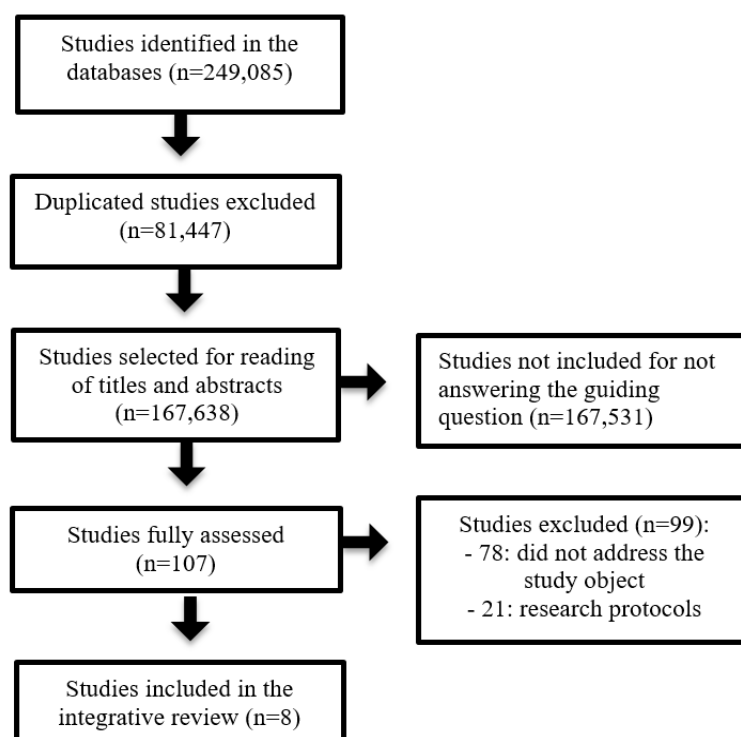 Studies identified in the
databases (n=249,085)
Duplicated studies excluded
(n=81,447)
Studies selected for reading
of titles and abstracts
(n=167,638)
Studies not included for not
answering the guiding
question (n=167,531)
Studies fully assessed
(n=107)
Studies excluded (n=99):
- 78: did not address the
study object
- 21: research protocols
Studies included in the
integrative review (n=8)